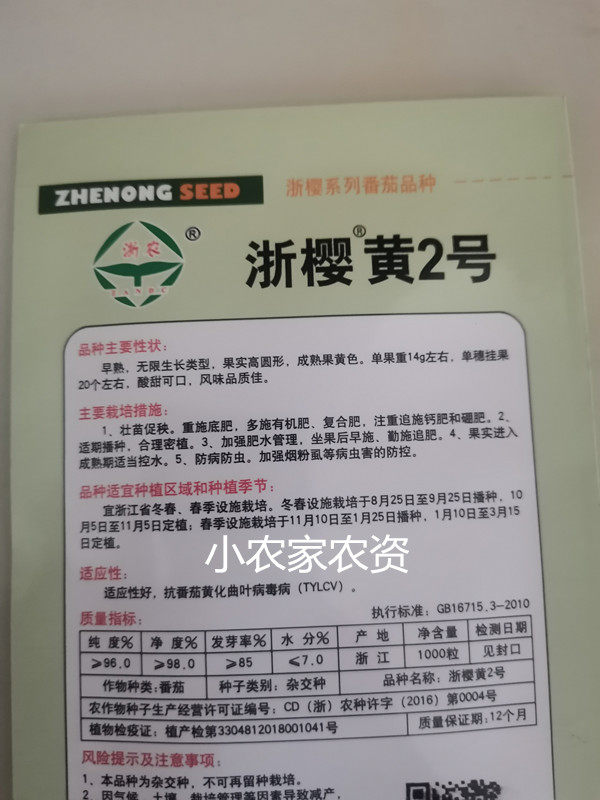 ZHENONG SEED
浙樱系列番茄品种
浙农
®
ZANDC
浙樱®黄2号
品种主要性状：
早熟、无限生长类型，果实高圆形，成熟果黄色。单果重14g左右，单穗挂果
20个左右，酸甜可口，风味品质佳。
主要栽培措施：
1、壮苗促秧。重施底肥，多施有机肥、复合肥，注重追施钙肥和硼肥。2、
适期播种，合理密植。3、加强肥水管理，坐果后早施、勤施追肥。4、果实进入
成熟期适当控水。5、防病防虫。加强烟粉虱等病虫害的防控。
品种适宜种植区域和种植季节：
宜浙江省冬春、春季设施栽培。冬春设施栽培于8月25日至9月25日播种，10
月5日至11月5日定植；春季设施栽培于11月10日至1月25日播种，1月10日至3月15
日定植。
小农家农资
适应性：
适应性好，抗番茄黄化曲叶病毒病（TYLCV）。
质量指标：
执行标准：GB16715.3-2010
纯 度% 净 度% 发芽率% 水 分% 产 地 净含量 检测日期
≥96.0 ≥98.0 ≥85 ≤7.0 浙 江 1000粒 见封口
作物种类：番茄 种子类别：杂交种 品种名称：浙樱黄2号
农作物种子生产经营许可证编号：CD（浙）农种许字（2016）第0004号
植物检疫证：植产检第3304812018001041号 质量保证期：12个月
风险提示及注意事项：
1、本品种为杂交种，不可再留种栽培。
2、因气候、土壤、栽培管理等因素导致减产，